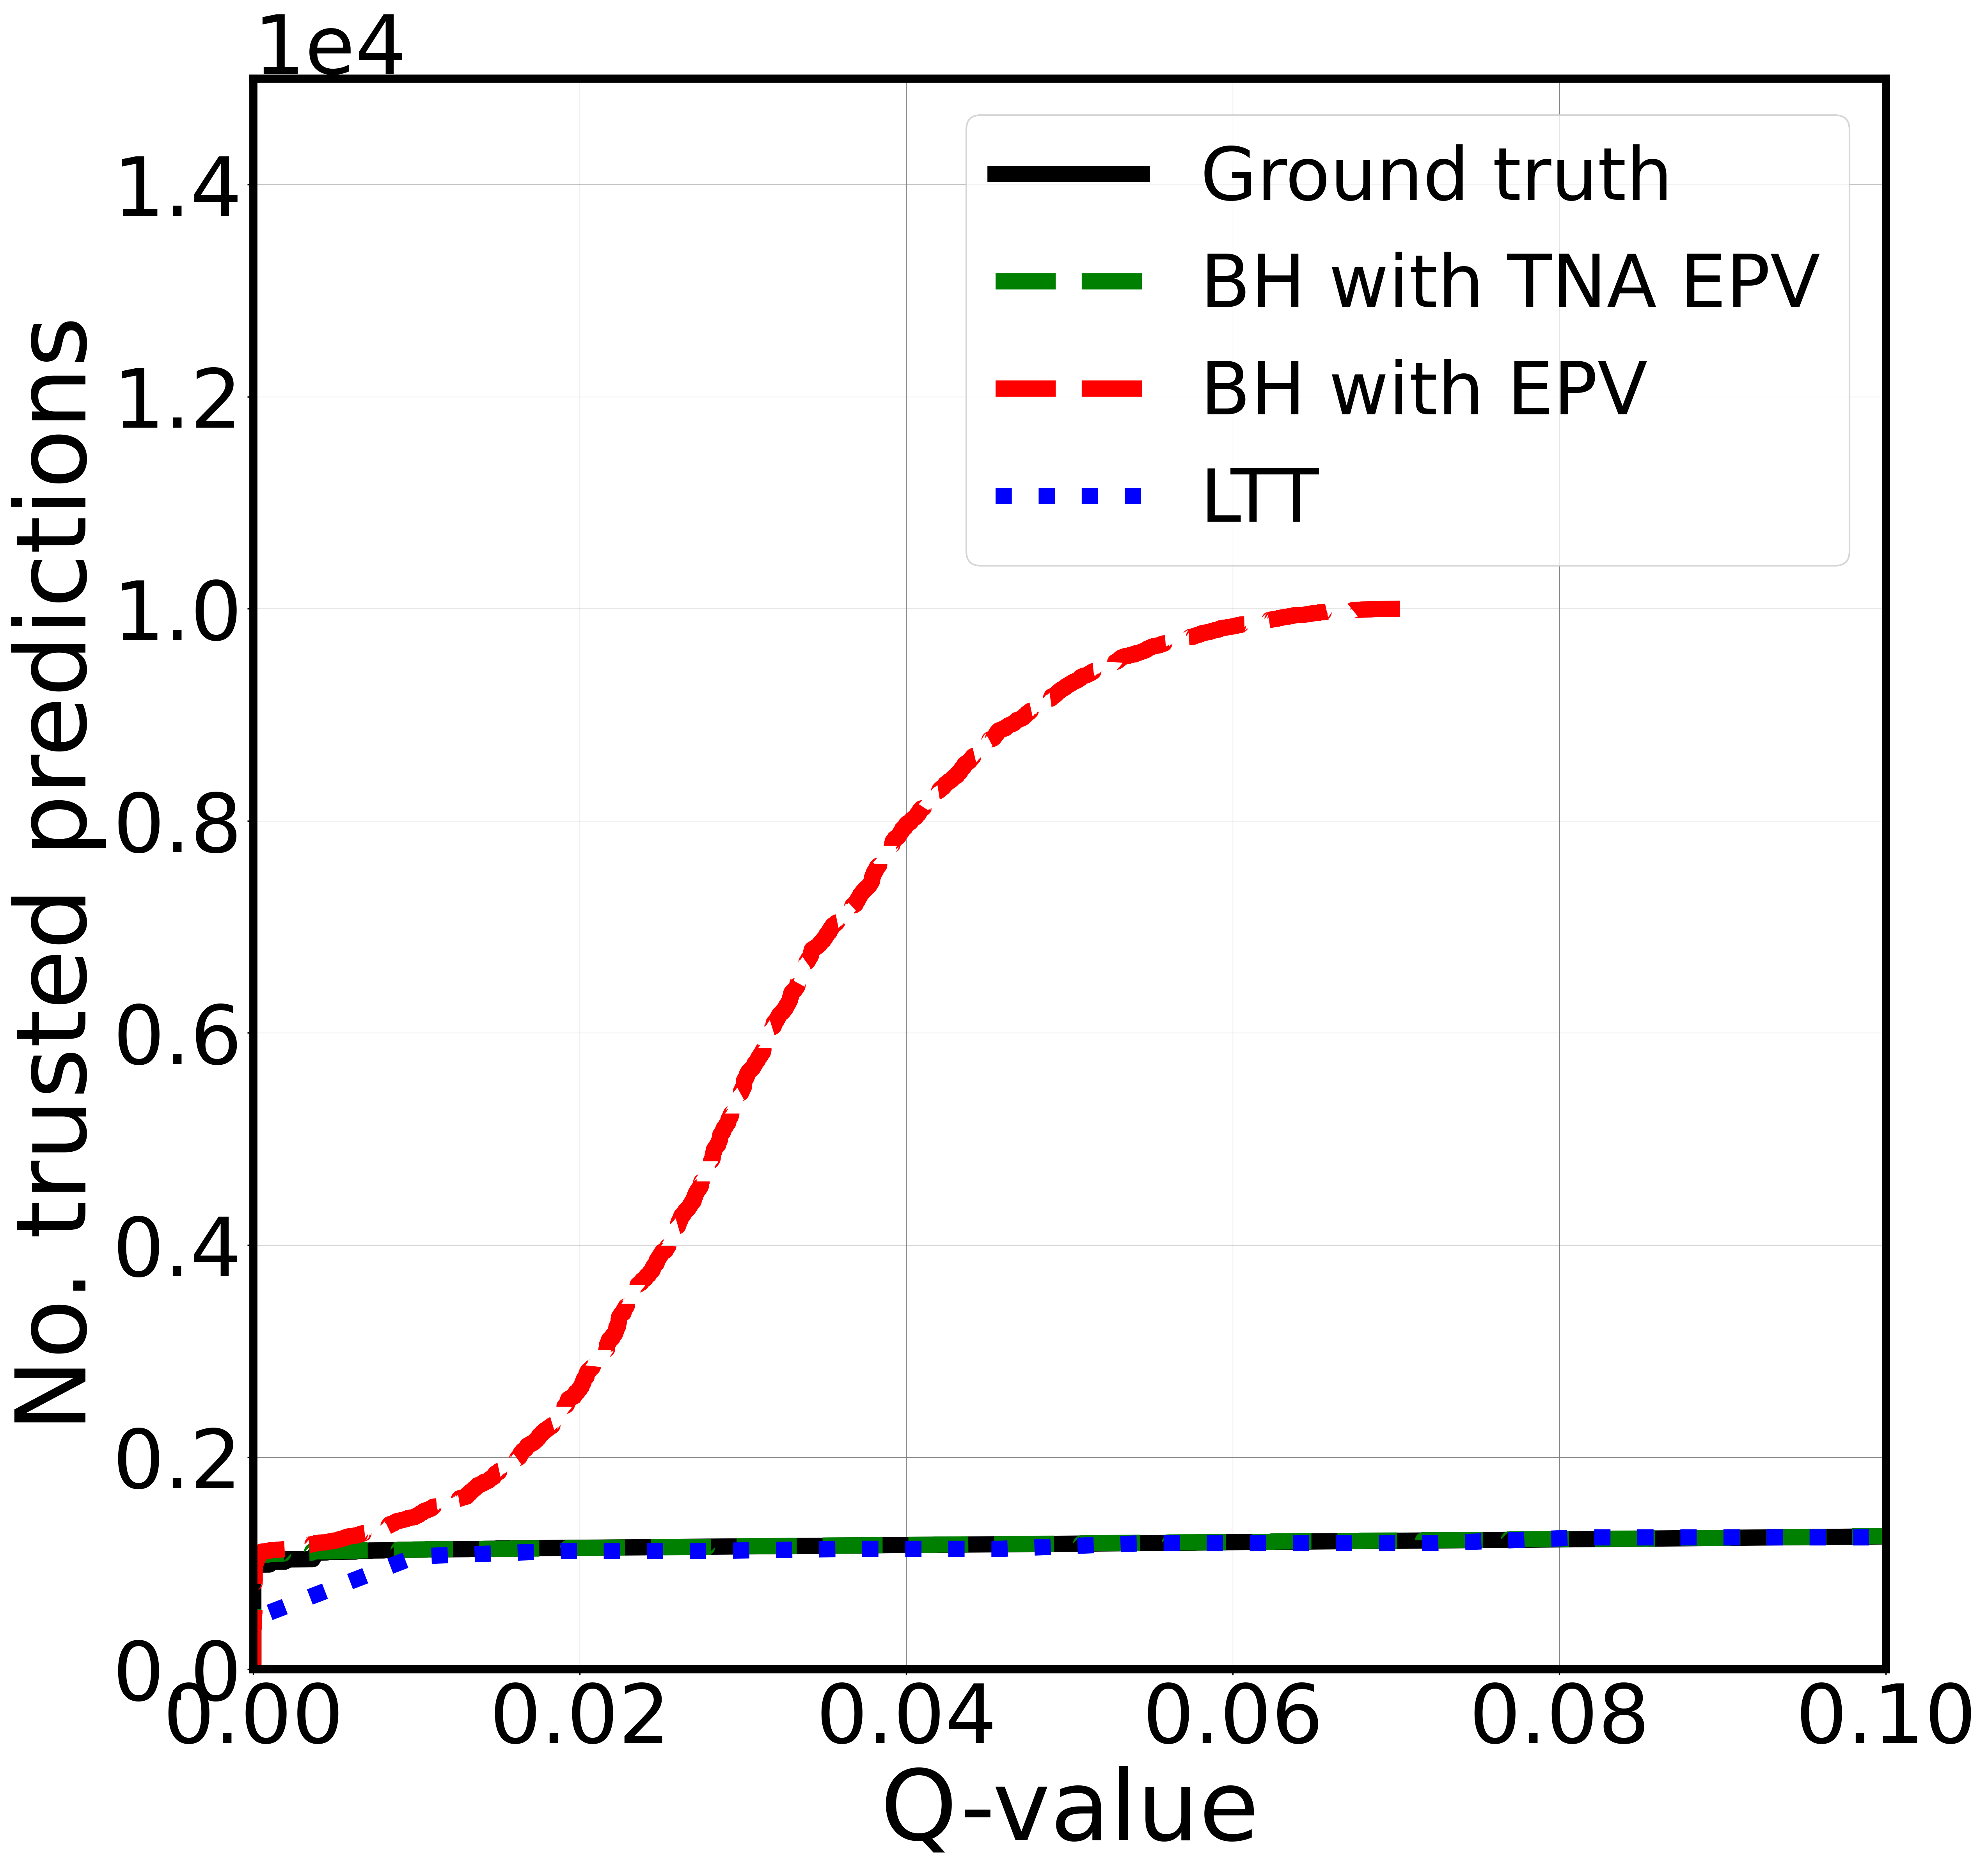 1e4
Ground truth
BH with TNA EPV
BH with EPV
LTT
No. trusted predictions
1.4
1.2
1.0
0.8
0.6
0.4
0.2
0.0
0.00 0.02 0.04 0.06 0.08 0.10
Q-value